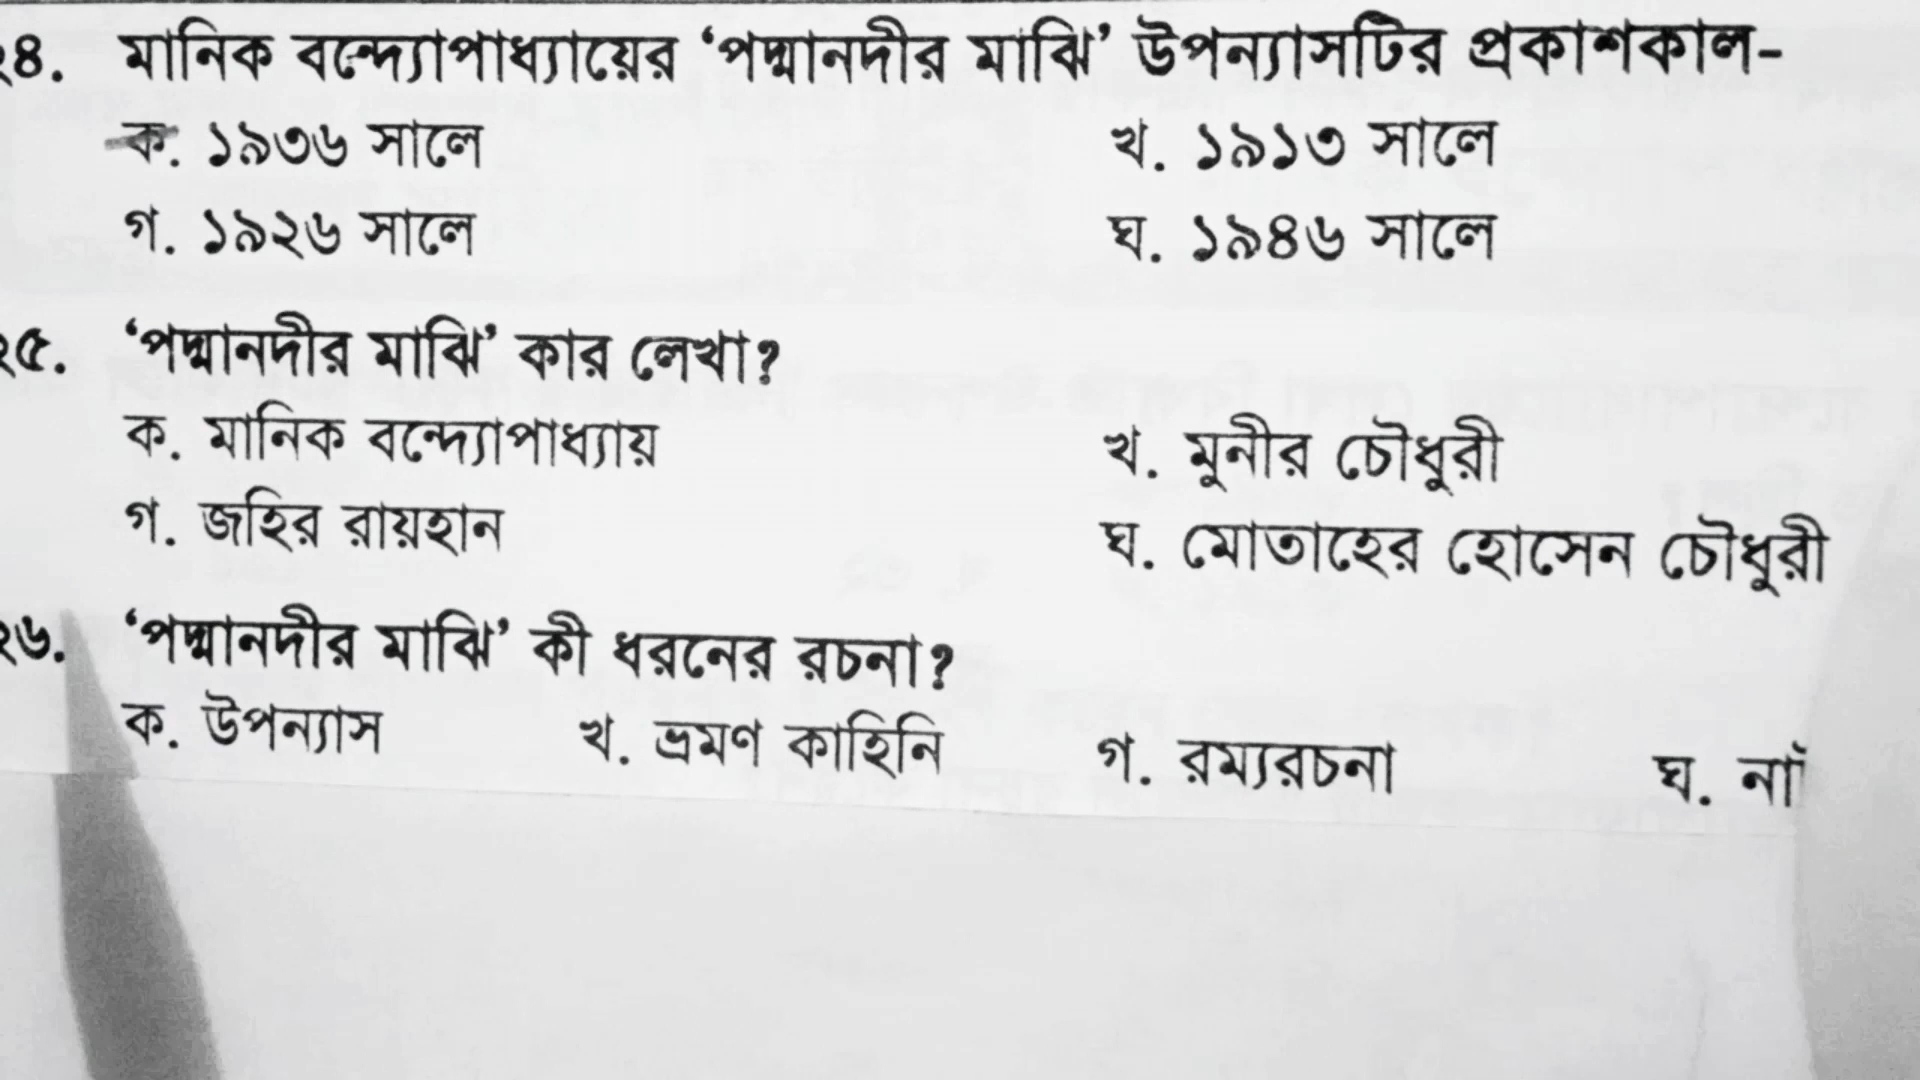 ২৪. মানিক বন্দ্যোপাধ্যায়ের ‘পদ্মানদীর মাঝি’ উপন্যাসটির প্রকাশকাল-
ক. ১৯৩৬ সালে খ. ১৯১৩ সালে
গ. ১৯২৬ সালে ঘ. ১৯৪৬ সালে
২৫. ‘পদ্মানদীর মাঝি’ কার লেখা?
ক. মানিক বন্দ্যোপাধ্যায় খ. মুনীর চৌধুরী
গ. জহির রায়হান ঘ. মোতাহের হোসেন চৌধুরী
২৬. ‘পদ্মানদীর মাঝি’ কী ধরনের রচনা?
ক. উপন্যাস খ. ভ্রমণ কাহিনি গ. রম্যরচনা ঘ.